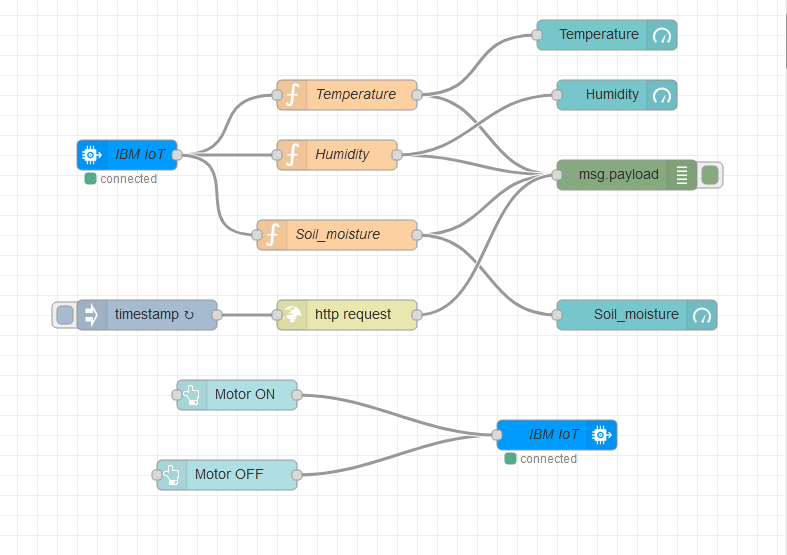 Temperature
Temperature
Humidity
IBM IoT
Humidity
connected
msg.payload
Soil_moisture
timestamp ↻
http request
Soil_moisture
Motor ON
IBM IoT
connected
Motor OFF